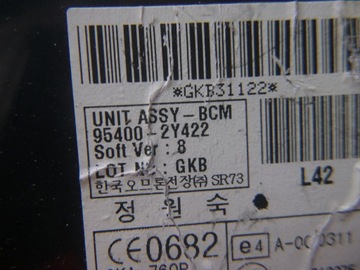 *GKB31122*
UNIT ASSY-BCM
95400-2Y422
Soft Ver : 8
LOT No : GKB
한국오므론전장(주) SR73
L42
정 원 숙
CE0682
e4